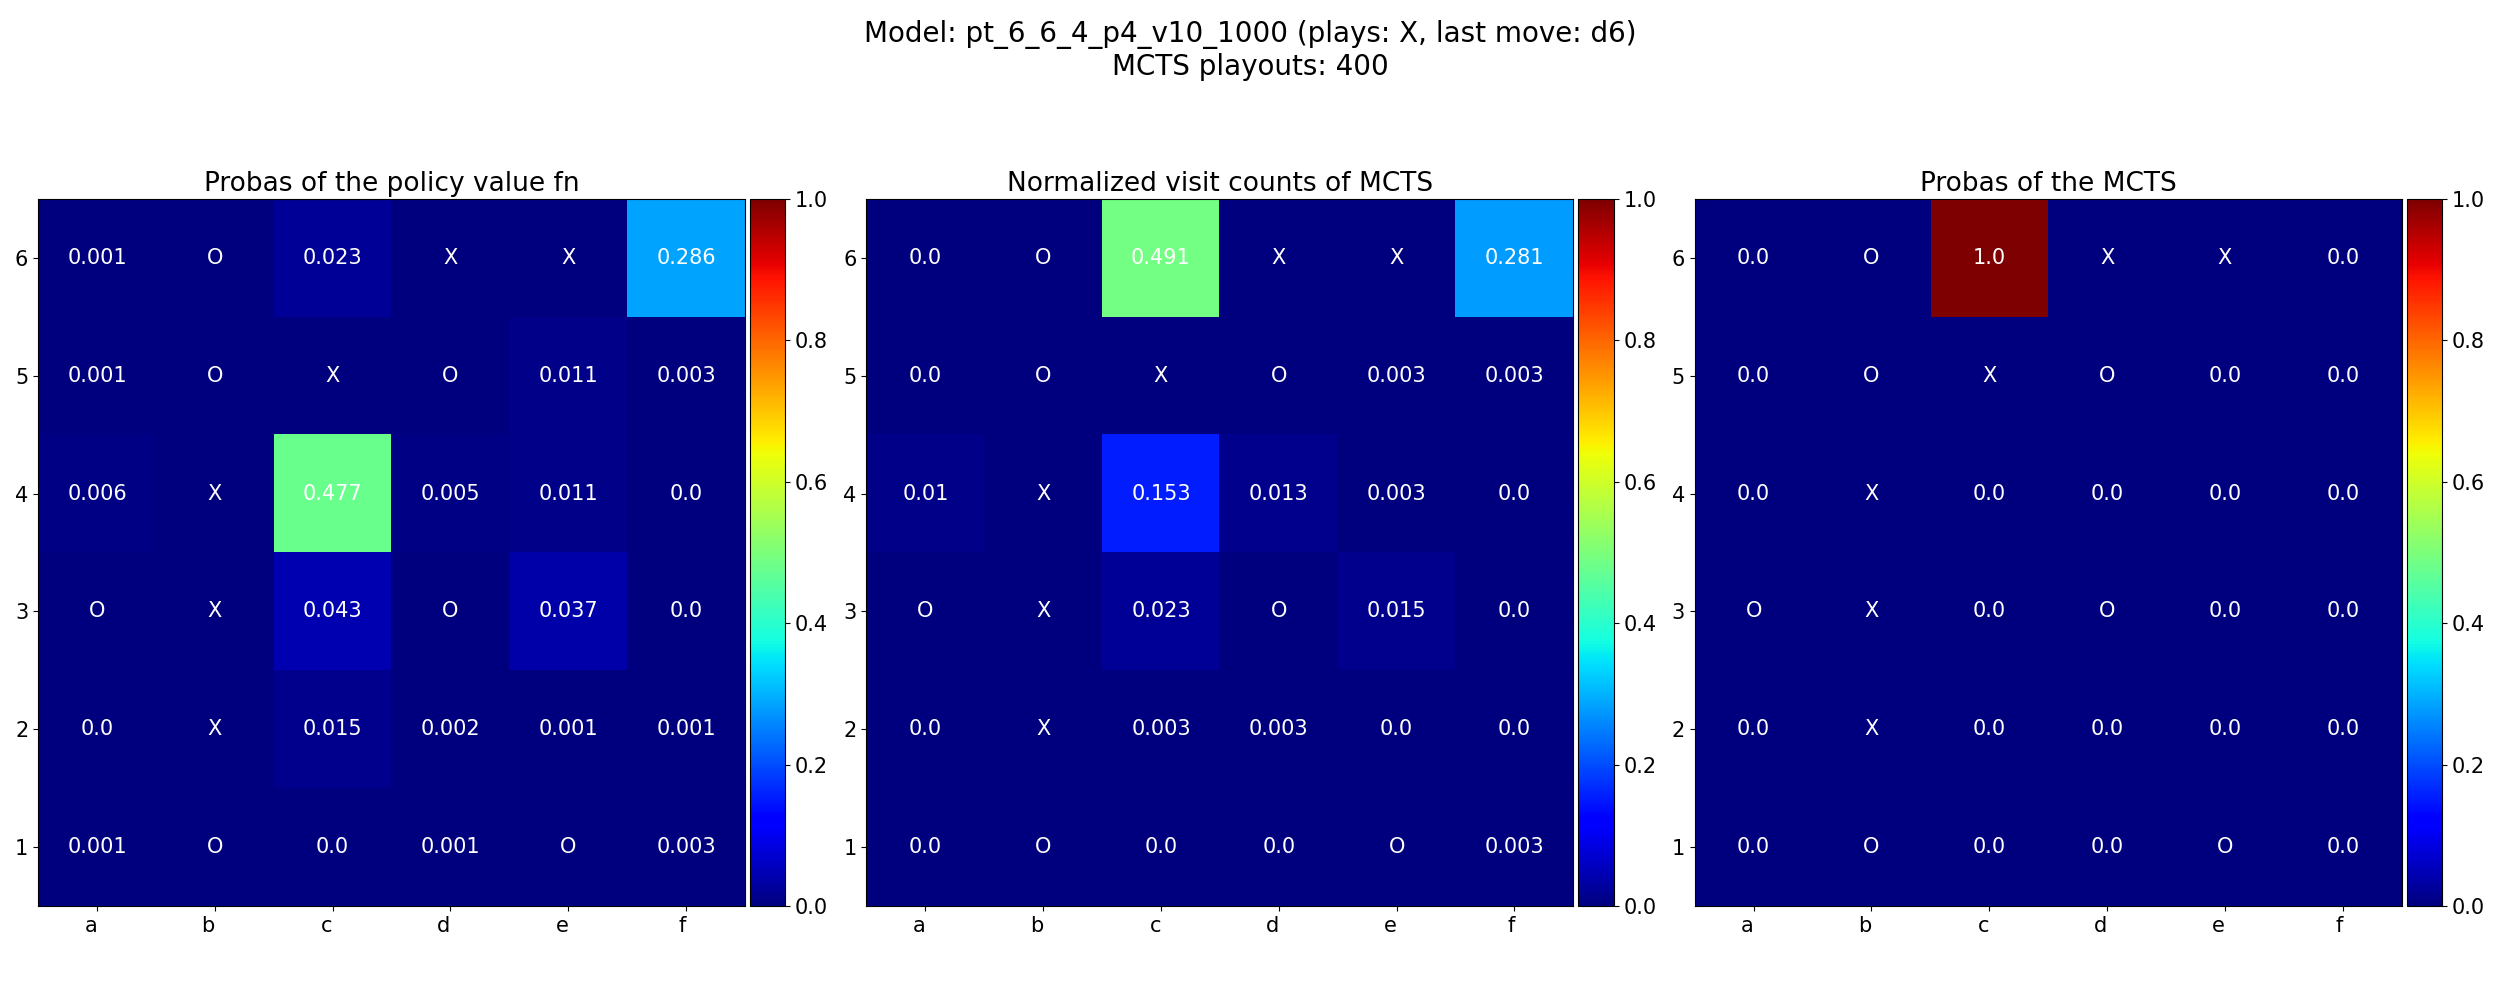 Model: pt_6_6_4_p4_v10_1000 (plays: X, last move: d6)
MCTS playouts: 400
Probas of the policy value fn
6 0.001 O 0.023 X X 0.286
5 0.001 O X O 0.011 0.003
4 0.006 X 0.477 0.005 0.011 0.0
3 O X 0.043 O 0.037 0.0
2 0.0 X 0.015 0.002 0.001 0.001
1 0.001 O 0.0 0.001 O 0.003
a b c d e f
1.0
0.8
0.6
0.4
0.2
0.0
Normalized visit counts of MCTS
6 0.0 O 0.491 X X 0.281
5 0.0 O X O 0.003 0.003
4 0.01 X 0.153 0.013 0.003 0.0
3 O X 0.023 O 0.015 0.0
2 0.0 X 0.003 0.003 0.0 0.0
1 0.0 O 0.0 0.0 O 0.003
a b c d e f
1.0
0.8
0.6
0.4
0.2
0.0
Probas of the MCTS
6 0.0 O 1.0 X X 0.0
5 0.0 O X O 0.0 0.0
4 0.0 X 0.0 0.0 0.0 0.0
3 O X 0.0 O 0.0 0.0
2 0.0 X 0.0 0.0 0.0 0.0
1 0.0 O 0.0 0.0 O 0.0
a b c d e f
1.0
0.8
0.6
0.4
0.2
0.0